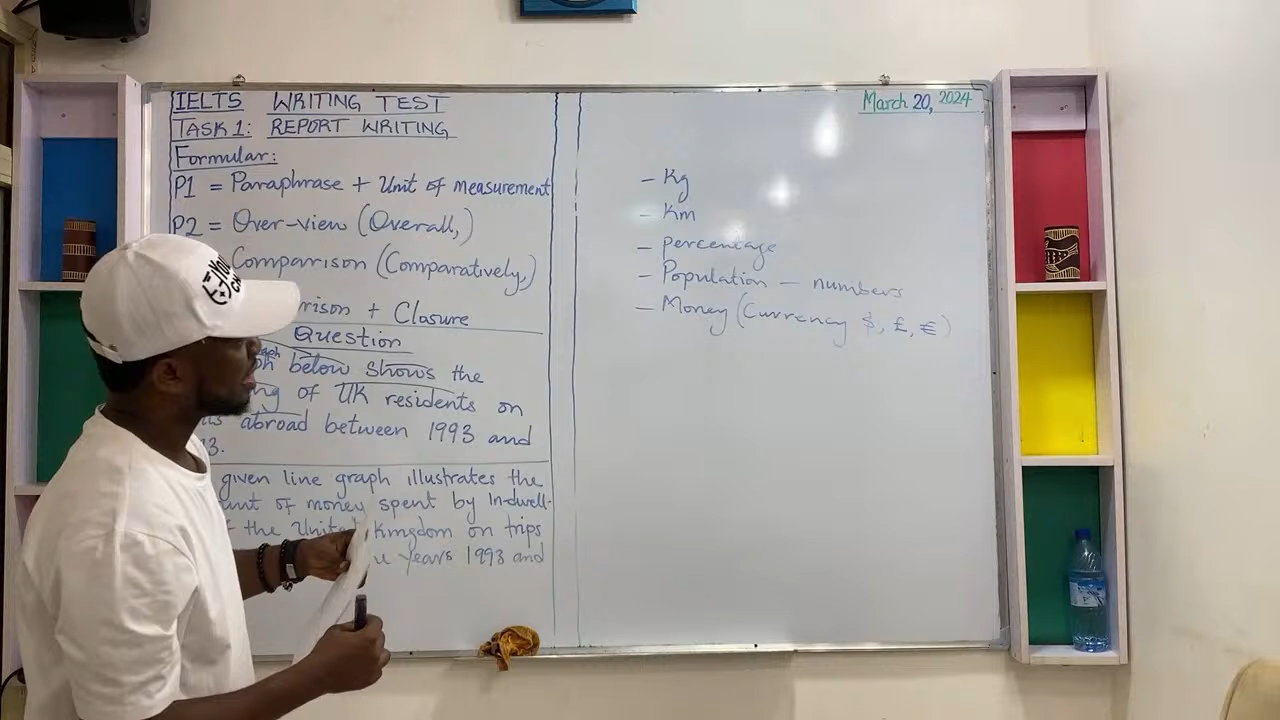 IELTS WRITING TEST
TASK 1: REPORT WRITING
Formular:
P1 = Paraphrase + Unit of measurement
P2 = Over-view (Overall,)
Comparison (Comparatively,)
rison + Closure
Question
below shows the
of UK residents on
abroad between 1993 and
3.
given line graph illustrates the
unt of money spent by In-dwell-
the United Kingdom on trips
years 1993 and
March 20, 2024
- Kg
- Km
- Percentage
- Population - numbers
- Money (Currency $, £, €)